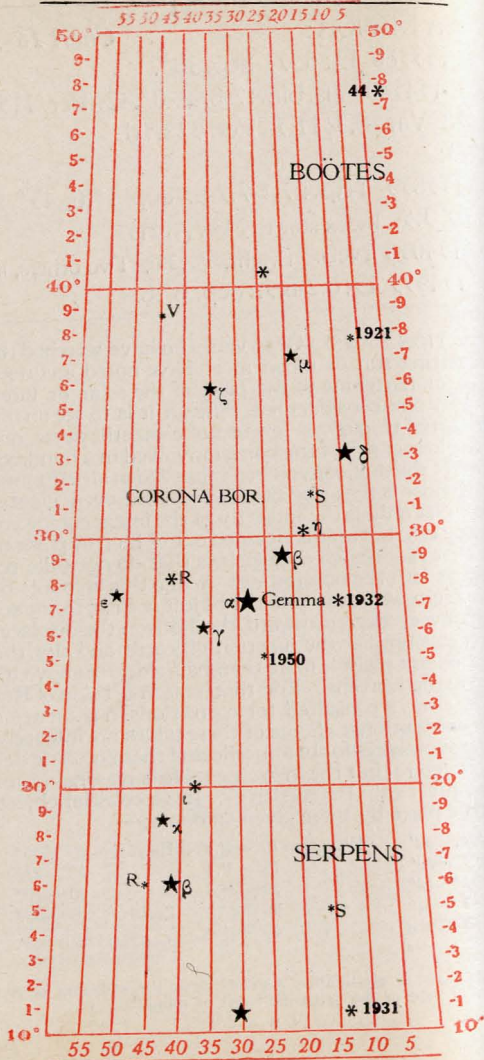 55 50 45 40 35 30 25 20 15 10 5
50° 50°
9- -9
8- -8
44
7- -7
6- -6
5- -5
BOÖTES
4- -4
3- -3
2- -2
1- -1
40° 40°
9- V -9
8- 1921 -8
7- μ -7
6- ζ -6
5- -5
4- -4
3- δ -3
2- -2
CORONA BOR. S
1- -1
η
30° 30°
9- β -9
8- R -8
7- ε α Gemma 1932 -7
6- γ -6
5- 1950 -5
4- -4
3- -3
2- -2
1- -1
20° 20°
ι
9- -9
8- χ -8
7- SERPENS -7
6- R β -6
5- S -5
4- -4
3- -3
2- -2
1- 1931 -1
10° 10°
55 50 45 40 35 30 25 20 15 10 5